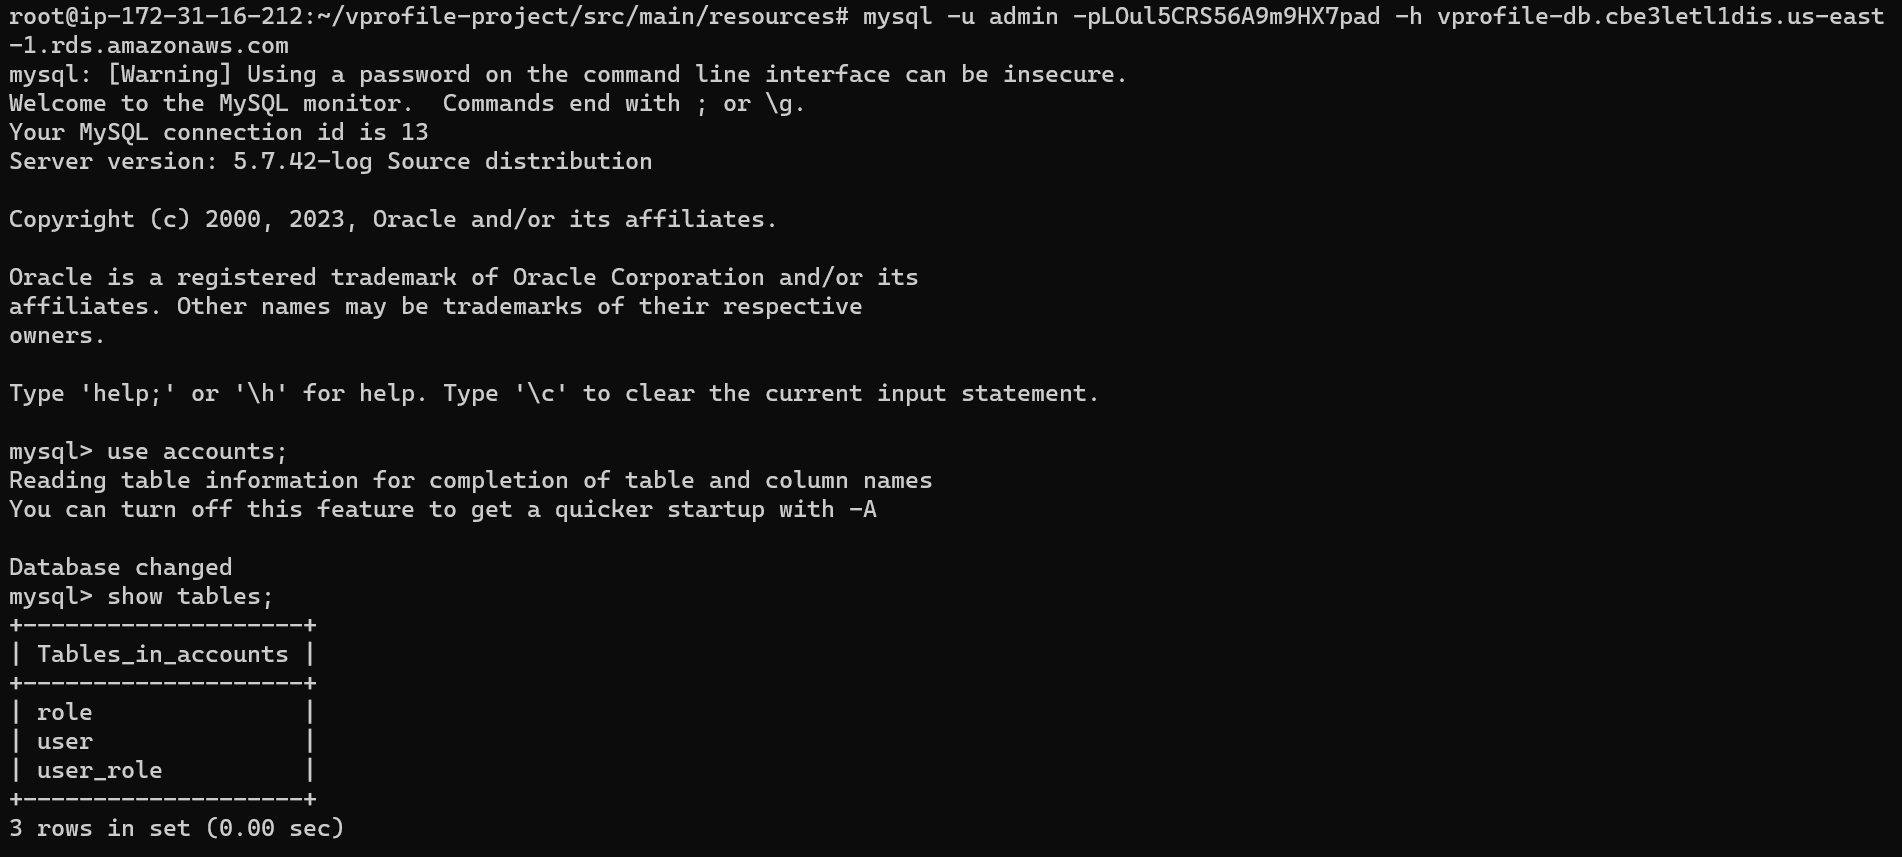 root@ip-172-31-16-212:~/vprofile-project/src/main/resources# mysql -u admin -pLOul5CRS56A9m9HX7pad -h vprofile-db.cbe3letl1dis.us-east
-1.rds.amazonaws.com
mysql: [Warning] Using a password on the command line interface can be insecure.
Welcome to the MySQL monitor.  Commands end with ; or \g.
Your MySQL connection id is 13
Server version: 5.7.42-log Source distribution

Copyright (c) 2000, 2023, Oracle and/or its affiliates.

Oracle is a registered trademark of Oracle Corporation and/or its
affiliates. Other names may be trademarks of their respective
owners.

Type 'help;' or '\h' for help. Type '\c' to clear the current input statement.

mysql> use accounts;
Reading table information for completion of table and column names
You can turn off this feature to get a quicker startup with -A

Database changed
mysql> show tables;
+--------------------+
| Tables_in_accounts |
+--------------------+
| role               |
| user               |
| user_role          |
+--------------------+
3 rows in set (0.00 sec)